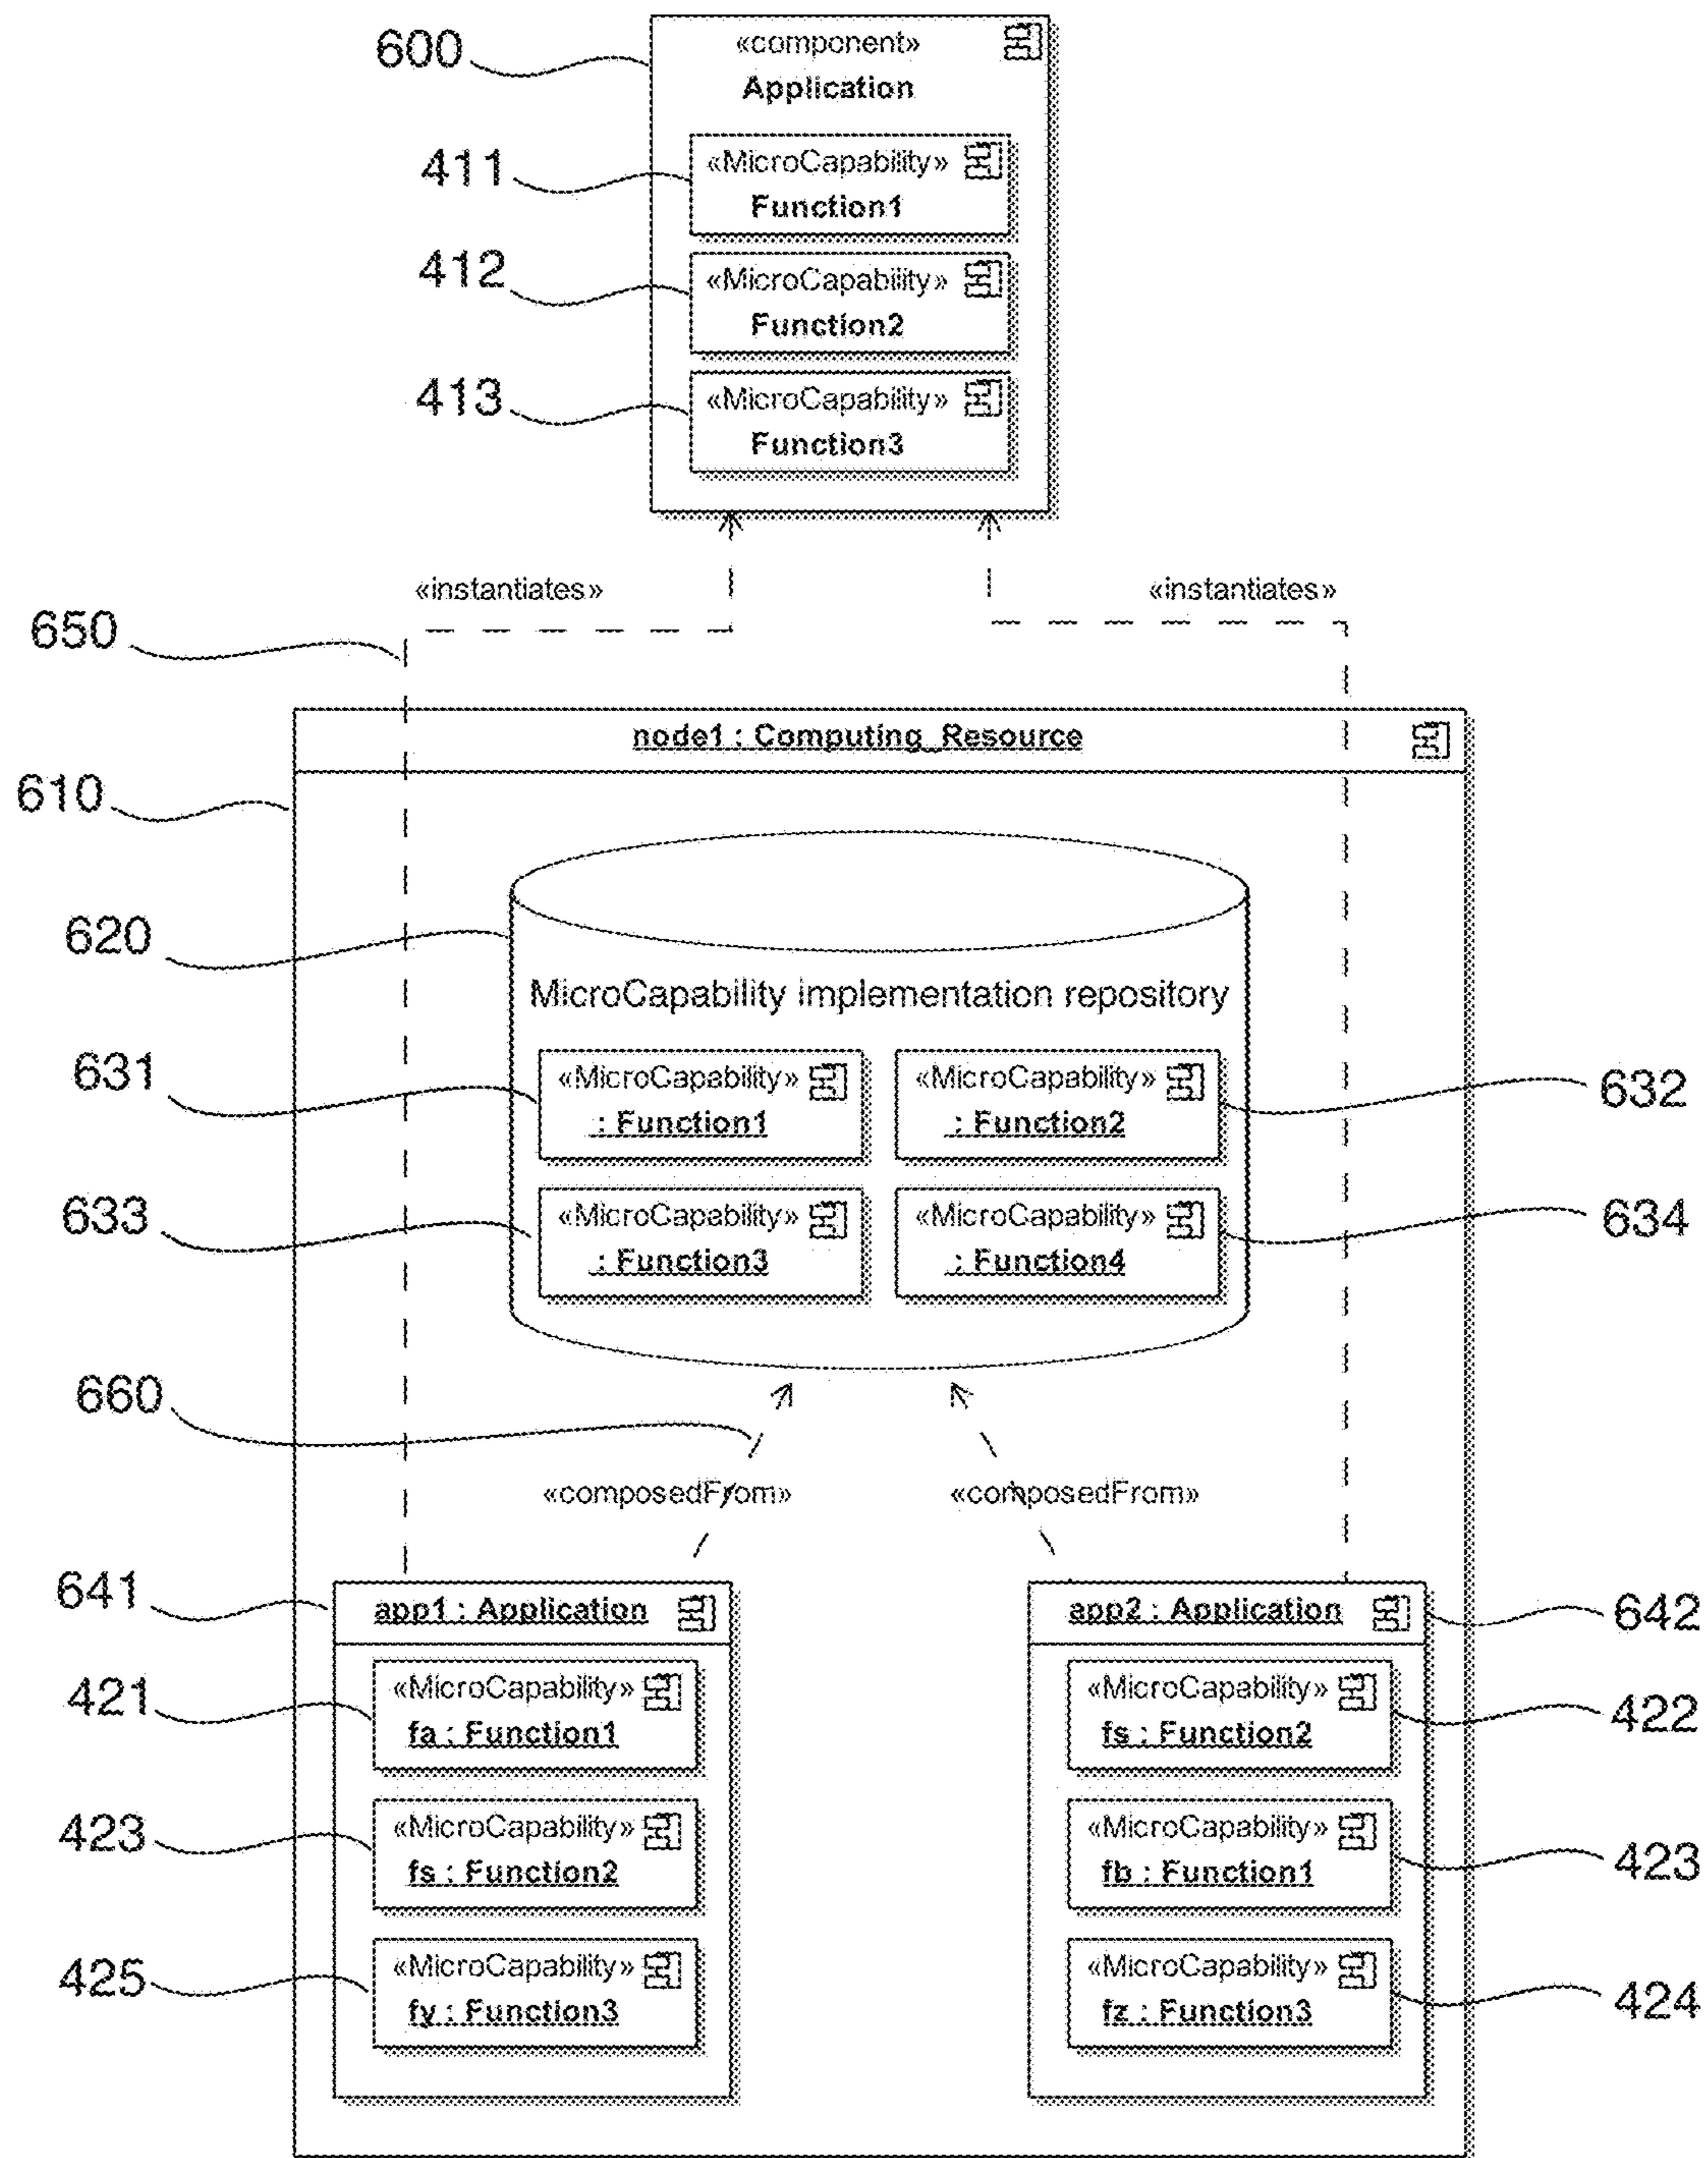 600
«component»
Application
411
«MicroCapability»
Function1
412
«MicroCapability»
Function2
413
«MicroCapability»
Function3
«instantiates»
«instantiates»
650
node1 : Computing_Resource
610
620
MicroCapability implementation repository
631
«MicroCapability»
: Function1
«MicroCapability»
: Function2
632
633
«MicroCapability»
: Function3
«MicroCapability»
: Function4
634
660
«composedFrom»
«composedFrom»
641
app1 : Application
app2 : Application
642
421
«MicroCapability»
fa : Function1
«MicroCapability»
fs : Function2
422
423
«MicroCapability»
fs : Function2
«MicroCapability»
fb : Function1
423
425
«MicroCapability»
fy : Function3
«MicroCapability»
fz : Function3
424